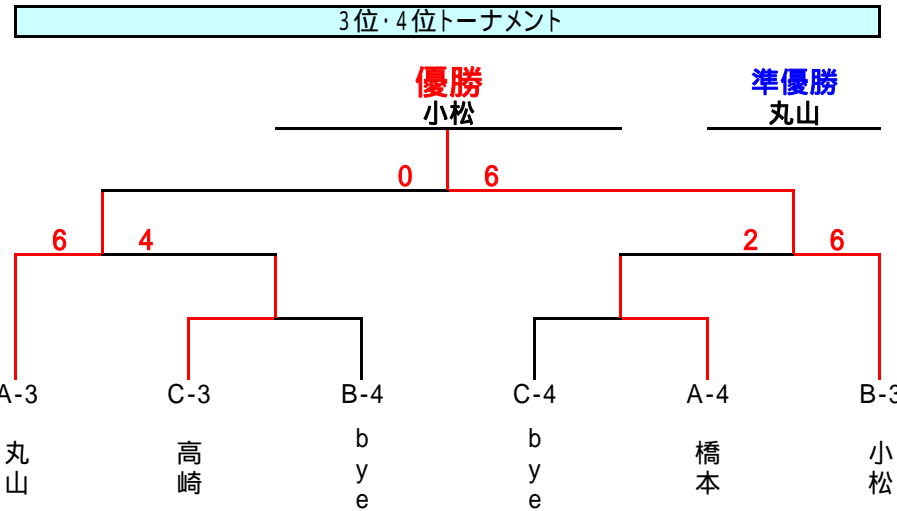 3位・4位トーナメント
優勝 準優勝
小松 丸山
0 6
6 4 2 6
A-3 C-3 B-4 C-4 A-4 B-3
丸山 高崎 bye bye 橋本 小松